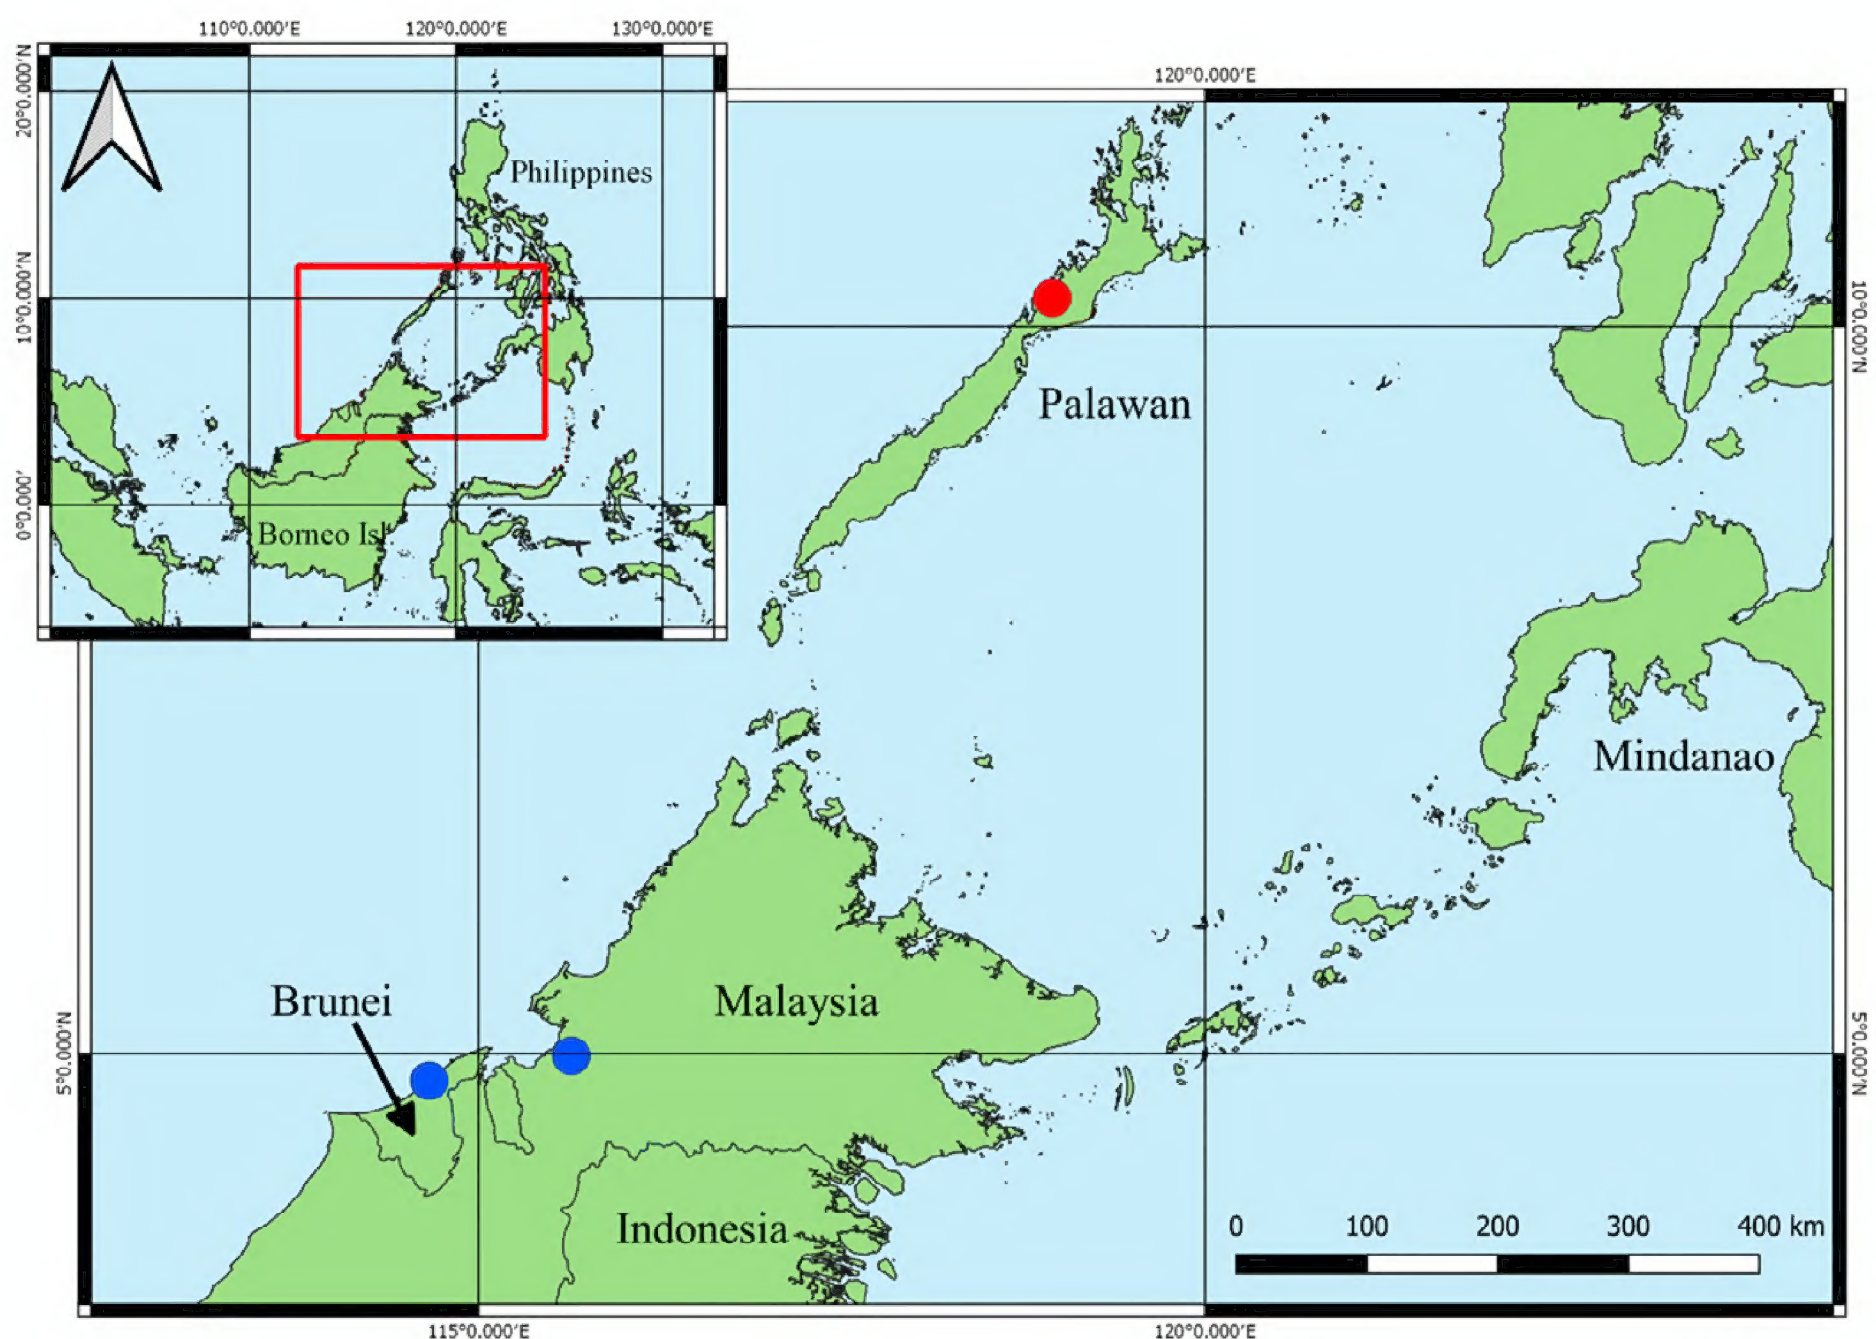 110°0.000′E 120°0.000′E 130°0.000′E
20°0.000′N
10°0.000′N
0°0.000′
Philippines
Borneo Isl.
120°0.000′E
10°0.000′N
Palawan
Mindanao
Brunei
Malaysia
5°0.000′N
5°0.000′N
Indonesia
0 100 200 300 400 km
115°0.000′E 120°0.000′E